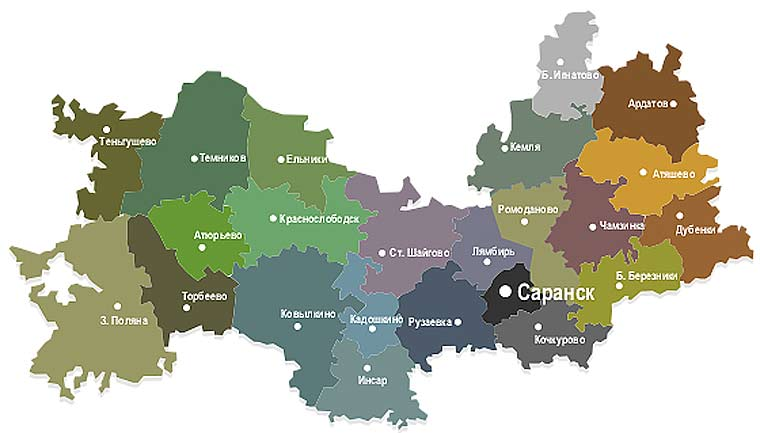 Б. Игнатово
Ардатов
Теньгушево
Темников
Ельники
Кемля
Атяшево
Краснослободск
Ромоданово
Чамзинка
Дубенки
Атюрьево
Ст. Шайгово
Лямбирь
Б. Березники
Торбеево
Саранск
З. Поляна
Ковылкино
Кадошкино
Рузаевка
Кочкурово
Инсар